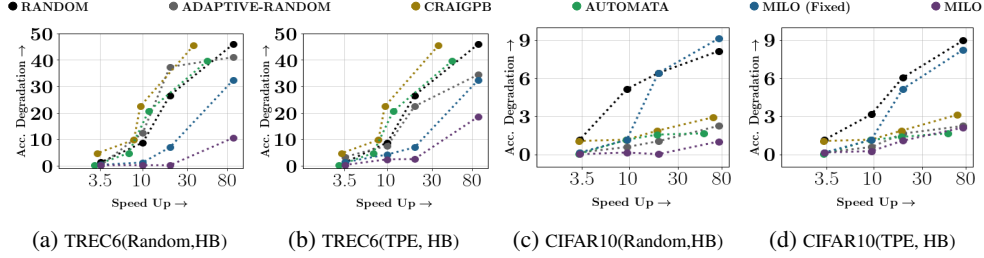 RANDOM ADAPTIVE-RANDOM CRAIGPB AUTOMATA MILO (Fixed) MILO
Acc. Degradation →
50
40
30
20
10
0
3.5 10 30 80
Speed Up →
(a) TREC6(Random,HB)
Acc. Degradation →
50
40
30
20
10
0
3.5 10 30 80
Speed Up →
(b) TREC6(TPE, HB)
Acc. Degradation →
9
6
3
0
3.5 10 30 80
Speed Up →
(c) CIFAR10(Random,HB)
Acc. Degradation →
9
6
3
0
3.5 10 30 80
Speed Up →
(d) CIFAR10(TPE, HB)